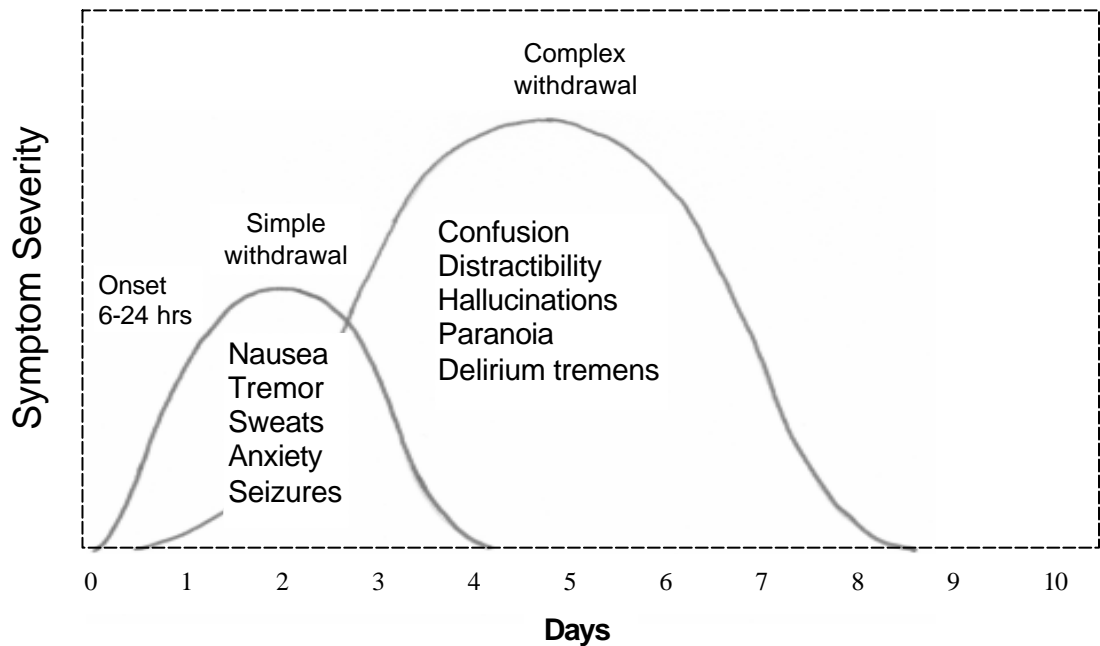 Complex
withdrawal
Simple
withdrawal
Onset
6-24 hrs
Symptom Severity
Confusion
Distractibility
Hallucinations
Paranoia
Delirium tremens
Nausea
Tremor
Sweats
Anxiety
Seizures
0 1 2 3 4 5 6 7 8 9 10
Days